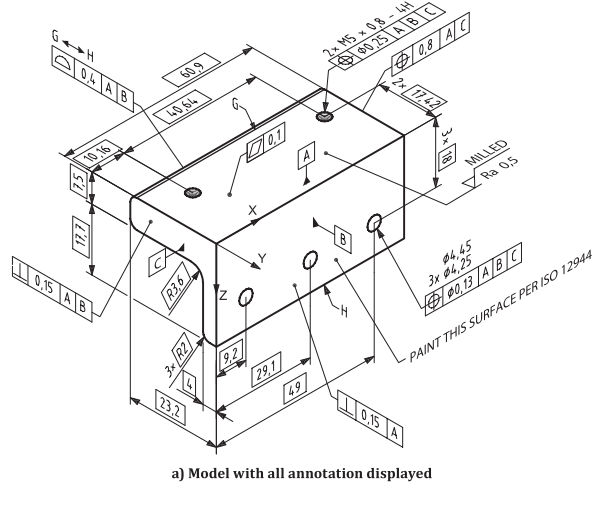 G ↔ H
⌓ 0,4 A B
60,9
40,64
10,16
7,5
17,7
2× M5 × 0,8 - 4H
⌖ ϕ0,25 A B C
⌖ 0,8 A C
2× 17,42
3× 18
MILLED
Ra 0,5
G
⏥ 0,1
A
X
Y
Z
B
C
⟂ 0,15 A B
R3,6
3× R2
ϕ4,45
3x ϕ4,25
⌖ ϕ0,13 A B C
PAINT THIS SURFACE PER ISO 12944
H
9,2
29,1
49
4
23,2
⟂ 0,15 A
a) Model with all annotation displayed